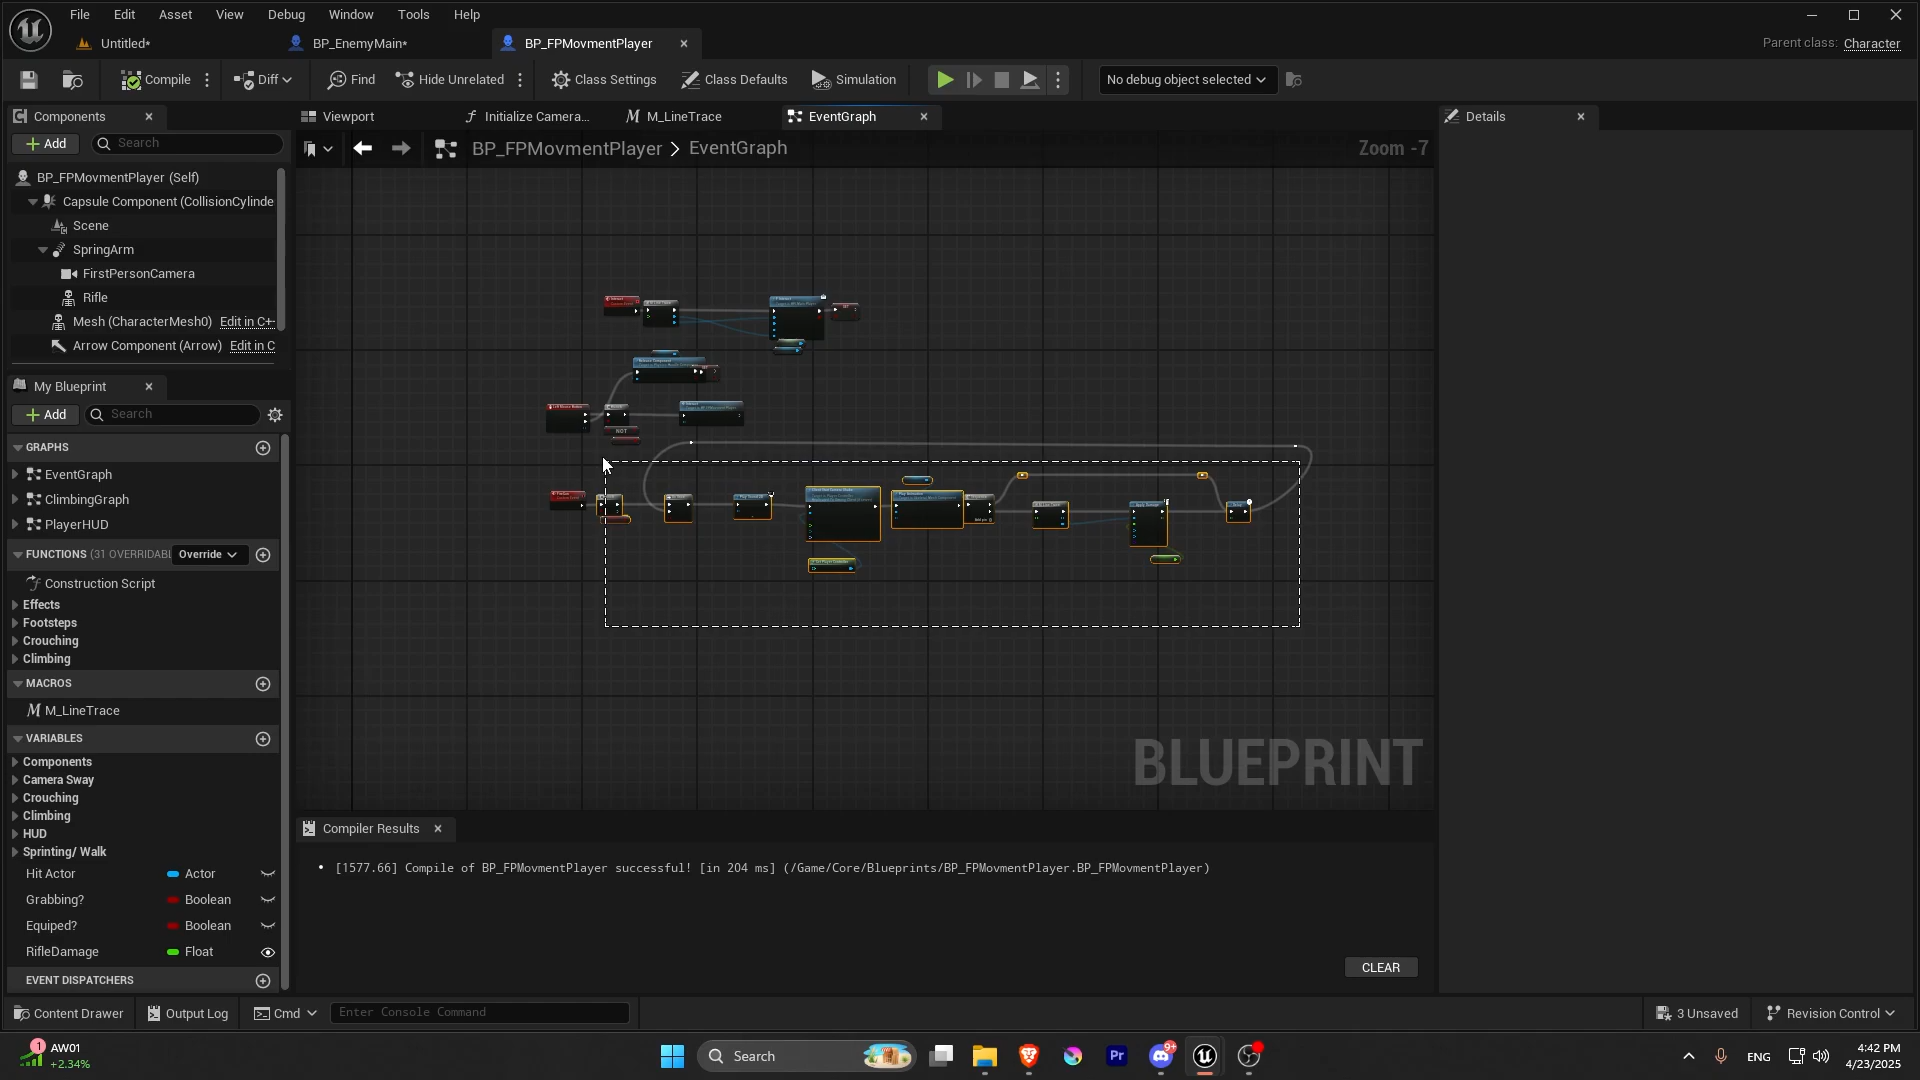 File Edit Asset View Debug Window Tools Help
Untitled* BP_EnemyMain* BP_FPMovmentPlayer
Parent class: Character
Compile Diff Find Hide Unrelated Class Settings Class Defaults Simulation No debug object selected
Components
Add Search
BP_FPMovmentPlayer (Self)
Capsule Component (CollisionCylinde
Scene
SpringArm
FirstPersonCamera
Rifle
Mesh (CharacterMesh0) Edit in C+
Arrow Component (Arrow) Edit in C
My Blueprint
Add Search
GRAPHS
EventGraph
ClimbingGraph
PlayerHUD
FUNCTIONS (31 OVERRIDABL Override
Construction Script
Effects
Footsteps
Crouching
Climbing
MACROS
M_LineTrace
VARIABLES
Components
Camera Sway
Crouching
Climbing
HUD
Sprinting/ Walk
Hit Actor Actor
Grabbing? Boolean
Equiped? Boolean
RifleDamage Float
EVENT DISPATCHERS
Viewport Initialize Camera... M_LineTrace EventGraph
BP_FPMovmentPlayer > EventGraph
Zoom -7
NOT
BLUEPRINT
Compiler Results
[1577.66] Compile of BP_FPMovmentPlayer successful! [in 204 ms] (/Game/Core/Blueprints/BP_FPMovmentPlayer.BP_FPMovmentPlayer)
CLEAR
Details
Content Drawer Output Log Cmd Enter Console Command 3 Unsaved Revision Control
1 AW01
+2.34%
Search
Pr
9+
ENG
4:42 PM
4/23/2025